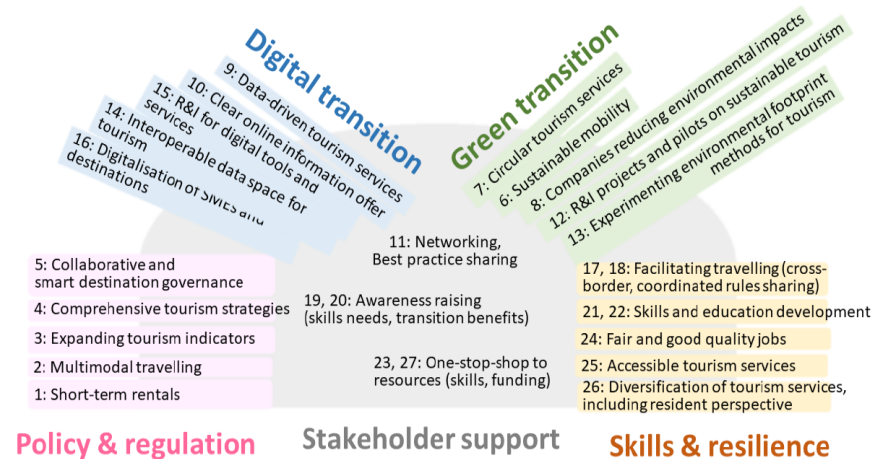 Digital transition
9: Data-driven tourism services
10: Clear online information offer
15: R&I for digital tools and
services
14: Interoperable data space for
tourism
16: Digitalisation of SMEs and
destinations
Green transition
7: Circular tourism services
6: Sustainable mobility
8: Companies reducing environmental impacts
12: R&I projects and pilots on sustainable tourism
13: Experimenting environmental footprint
methods for tourism
11: Networking,
Best practice sharing
19, 20: Awareness raising
(skills needs, transition benefits)
23, 27: One-stop-shop to
resources (skills, funding)
5: Collaborative and
smart destination governance
4: Comprehensive tourism strategies
3: Expanding tourism indicators
2: Multimodal travelling
1: Short-term rentals
17, 18: Facilitating travelling (cross-
border, coordinated rules sharing)
21, 22: Skills and education development
24: Fair and good quality jobs
25: Accessible tourism services
26: Diversification of tourism services,
including resident perspective
Policy & regulation
Stakeholder support
Skills & resilience